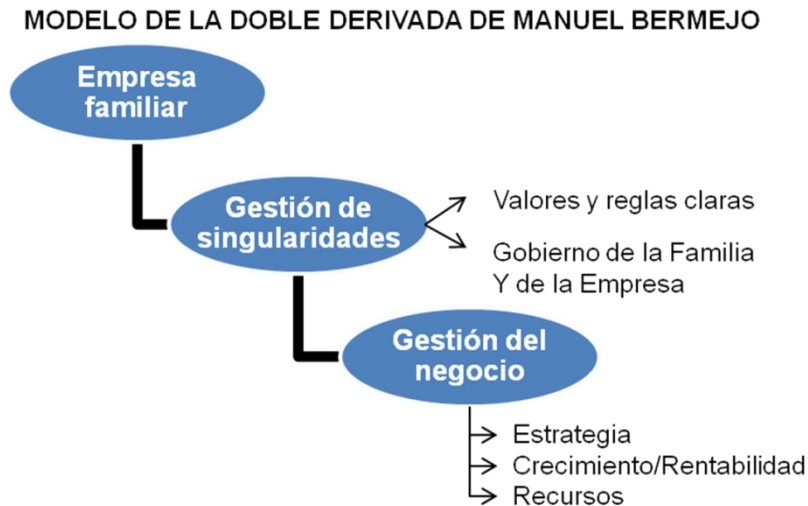 MODELO DE LA DOBLE DERIVADA DE MANUEL BERMEJO
Empresa
familiar
Gestión de
singularidades
Valores y reglas claras
Gobierno de la Familia
Y de la Empresa
Gestión del
negocio
Estrategia
Crecimiento/Rentabilidad
Recursos